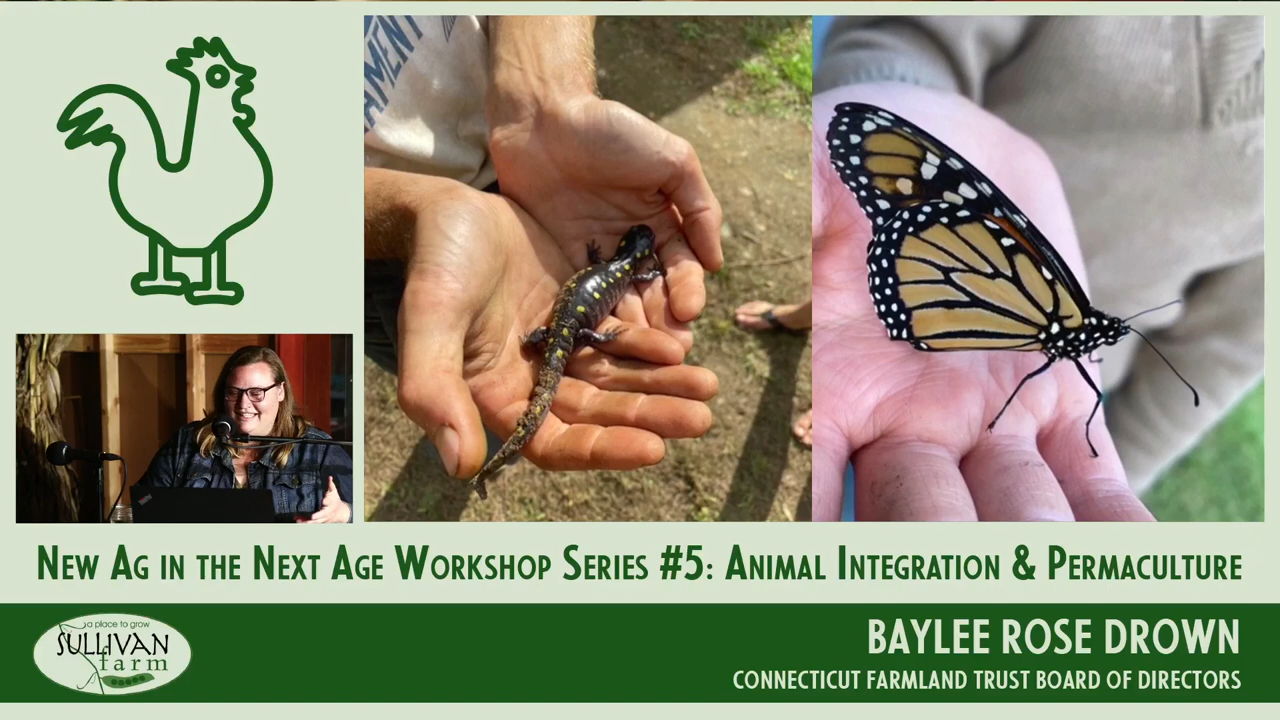 AMENT
New Ag in the Next Age Workshop Series #5: Animal Integration & Permaculture
a place to grow
SULLIVAN
farm
BAYLEE ROSE DROWN
CONNECTICUT FARMLAND TRUST BOARD OF DIRECTORS